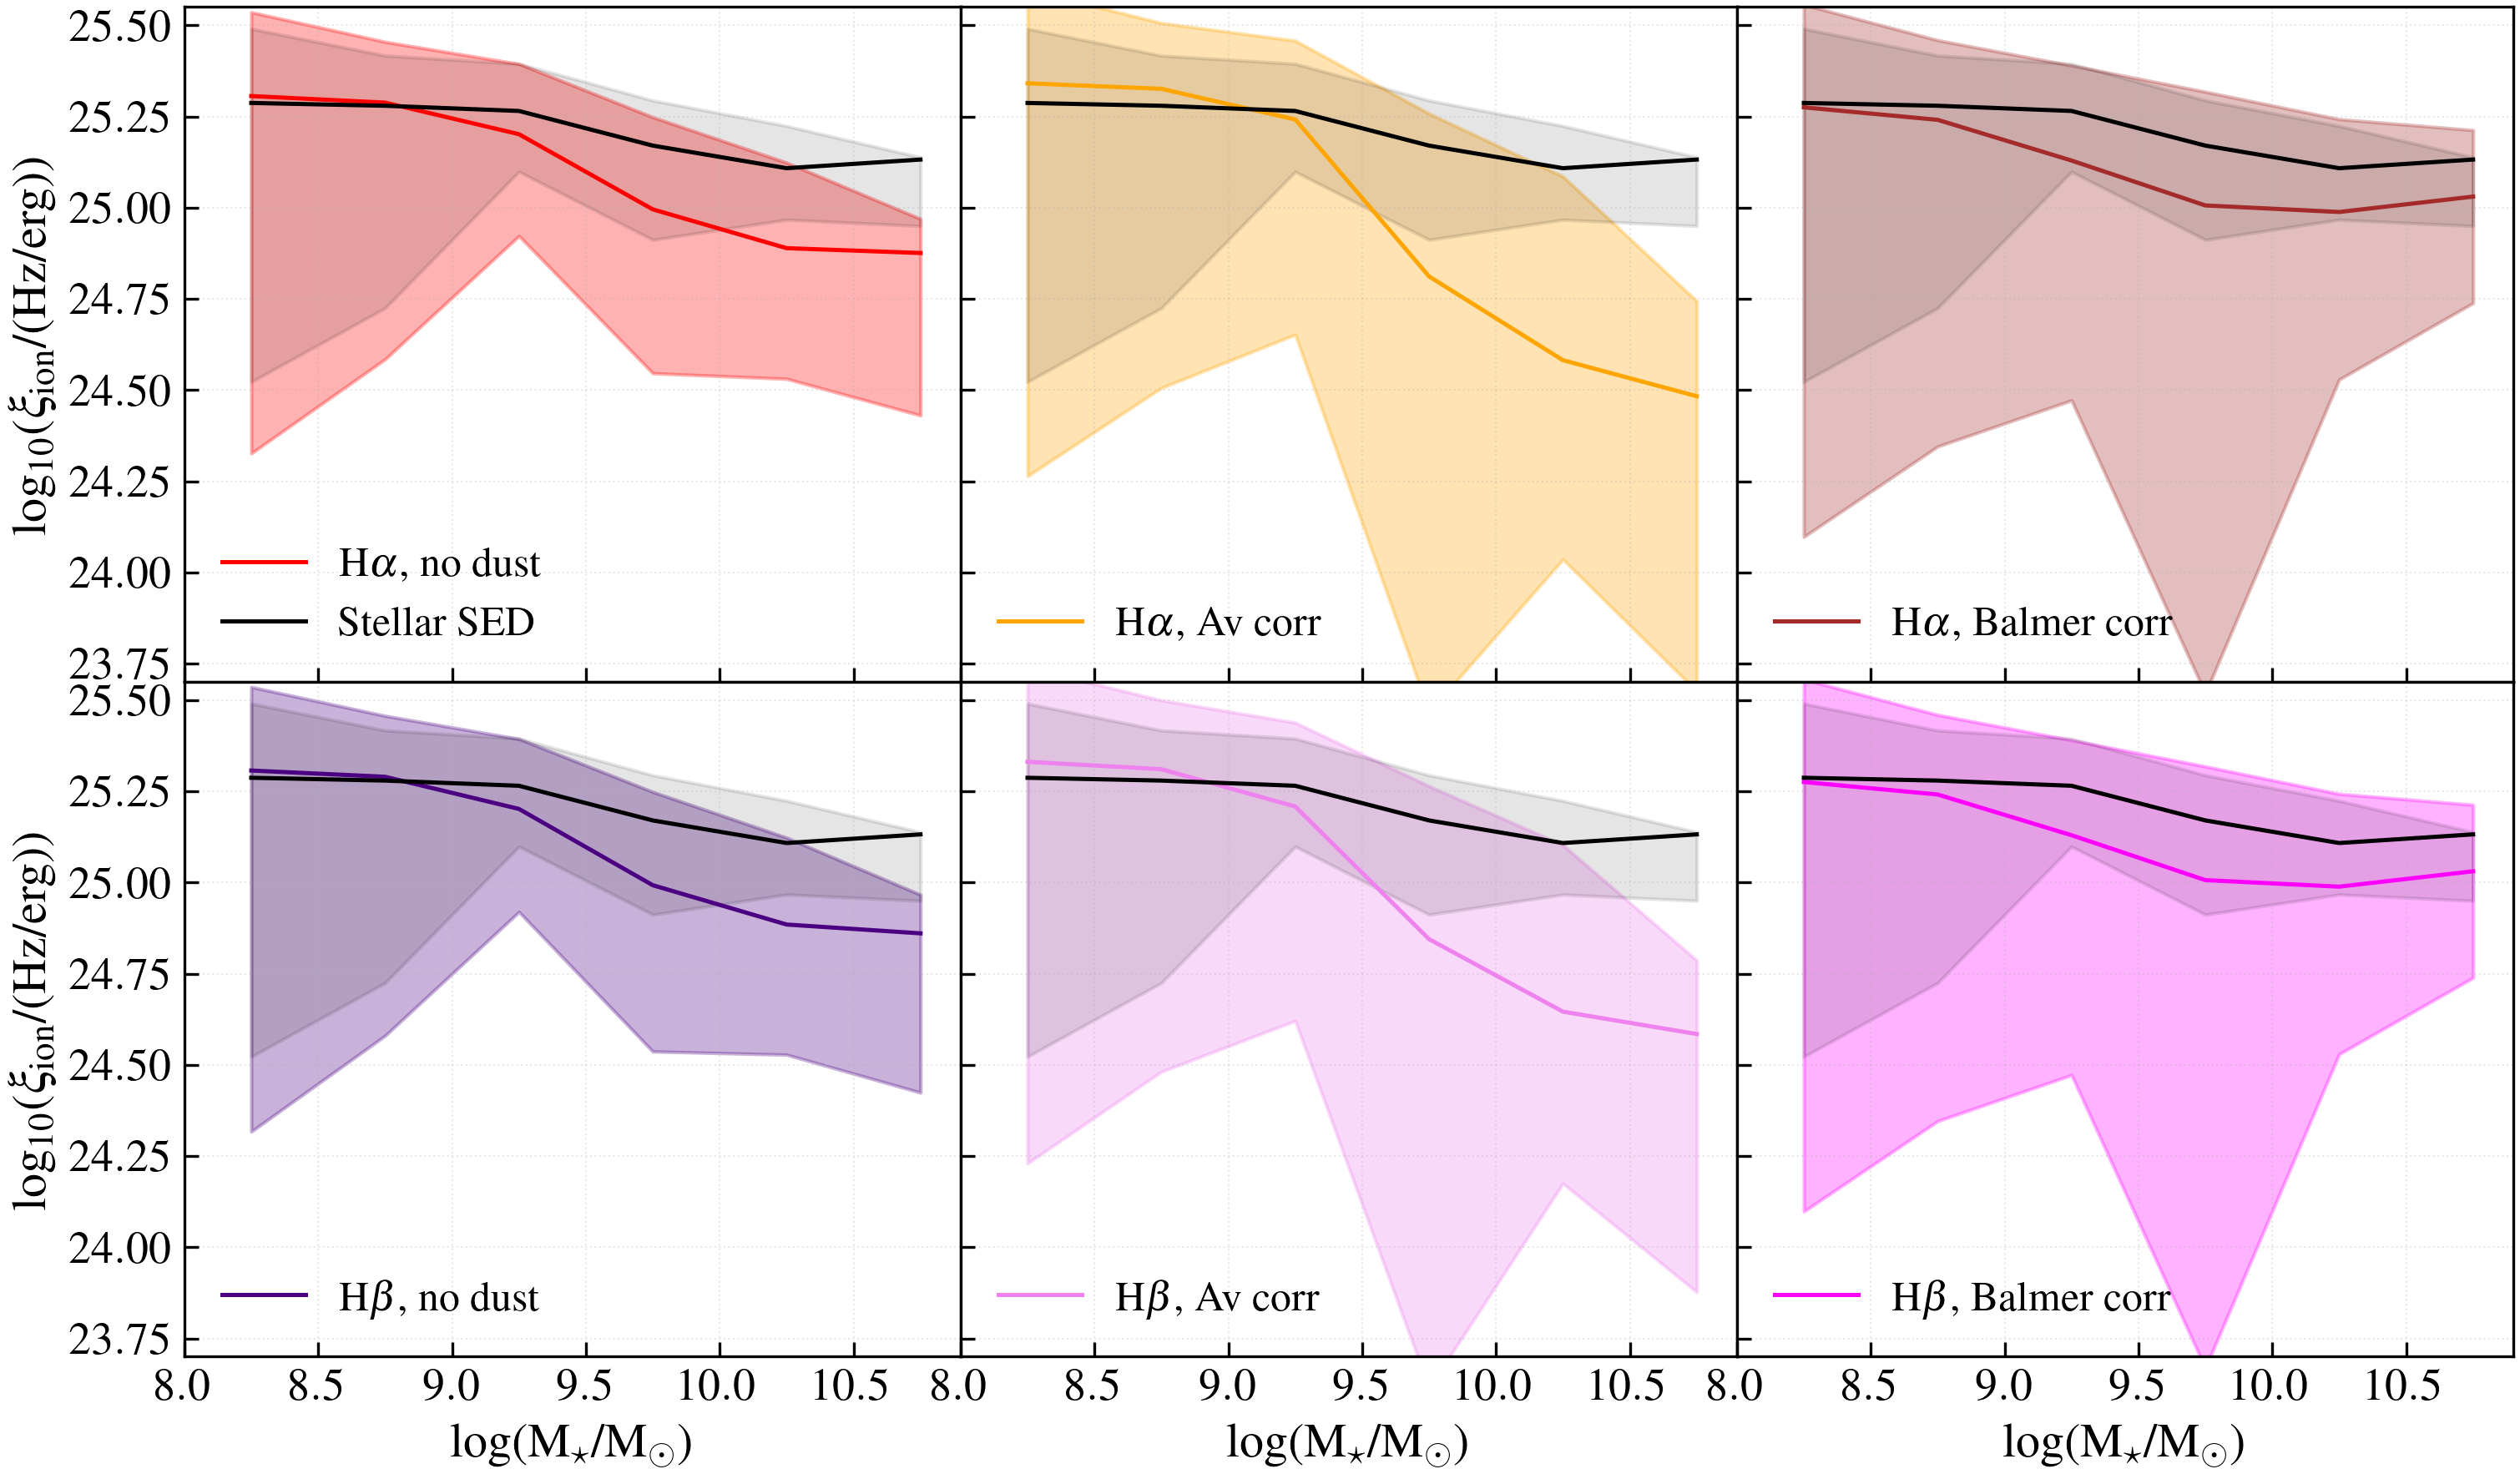 log₁₀(ξᵢₒₙ/(Hz/erg))
25.50
25.25
25.00
24.75
24.50
24.25
24.00
23.75
Hα, no dust
Stellar SED
Hα, Av corr
Hα, Balmer corr
log₁₀(ξᵢₒₙ/(Hz/erg))
25.50
25.25
25.00
24.75
24.50
24.25
24.00
23.75
Hβ, no dust
Hβ, Av corr
Hβ, Balmer corr
8.0 8.5 9.0 9.5 10.0 10.5 8.0 8.5 9.0 9.5 10.0 10.5 8.0 8.5 9.0 9.5 10.0 10.5
log(M⋆/M☉) log(M⋆/M☉) log(M⋆/M☉)